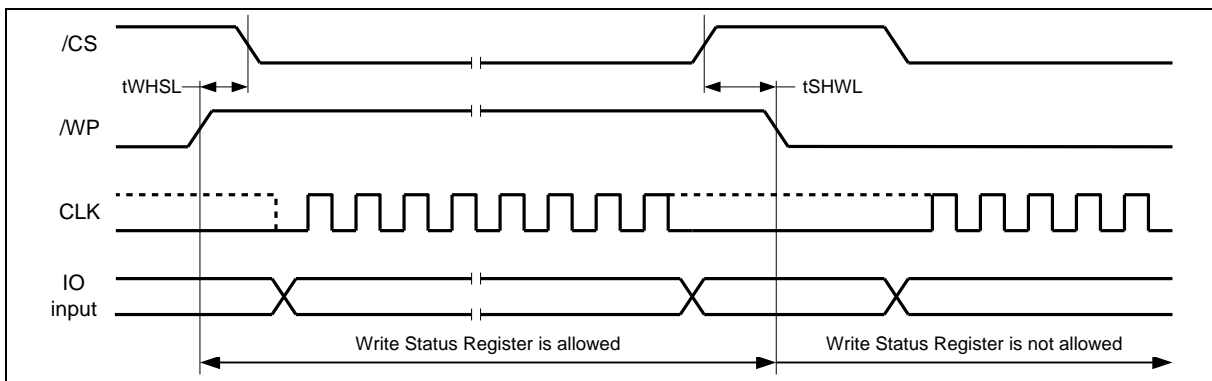 /CS
tWHSL
tSHWL
/WP
CLK
IO
input
Write Status Register is allowed
Write Status Register is not allowed